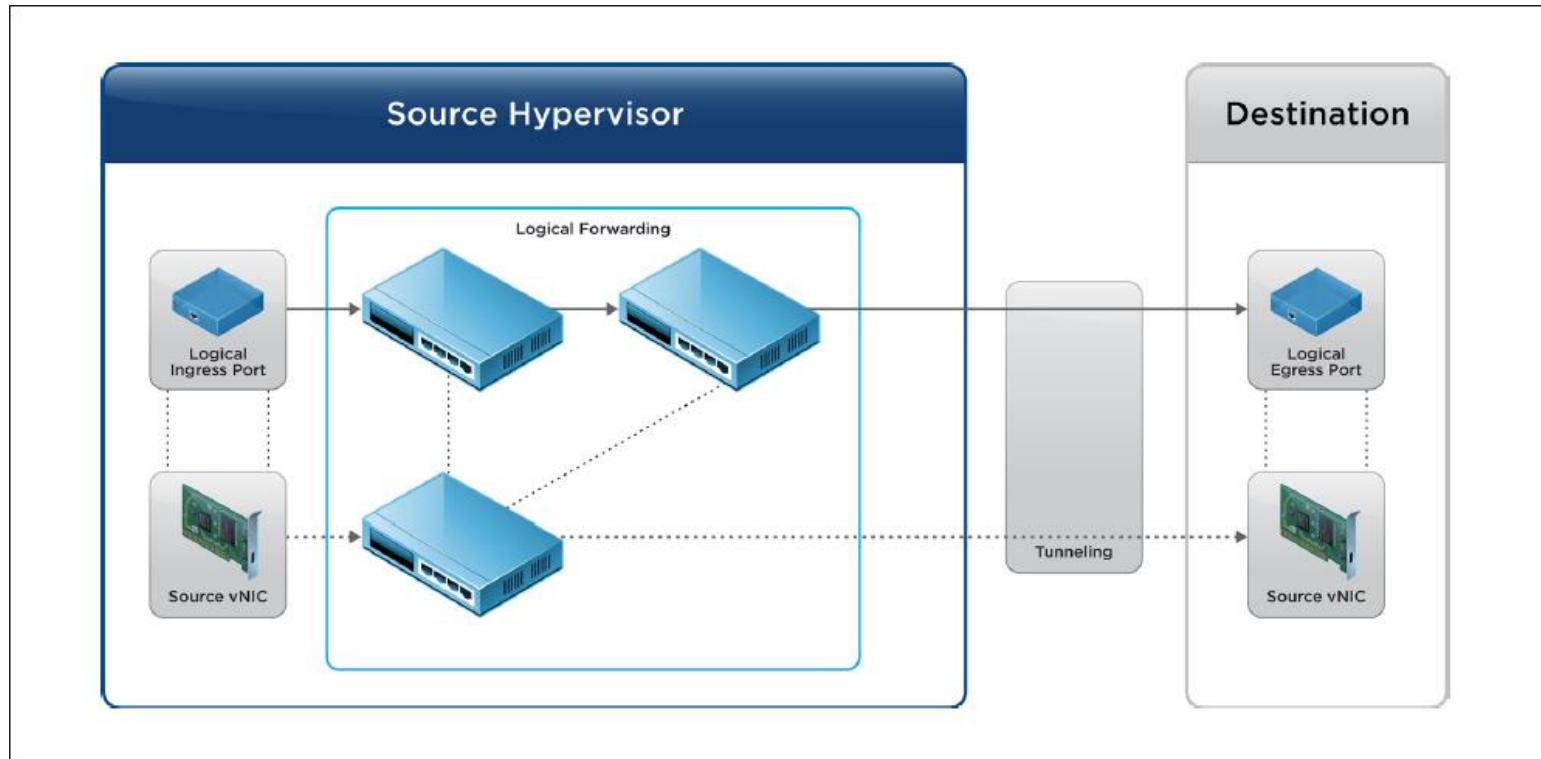 Source Hypervisor
Destination
Logical Forwarding
Logical
Ingress Port
Logical
Egress Port
Source vNIC
Tunneling
Source vNIC